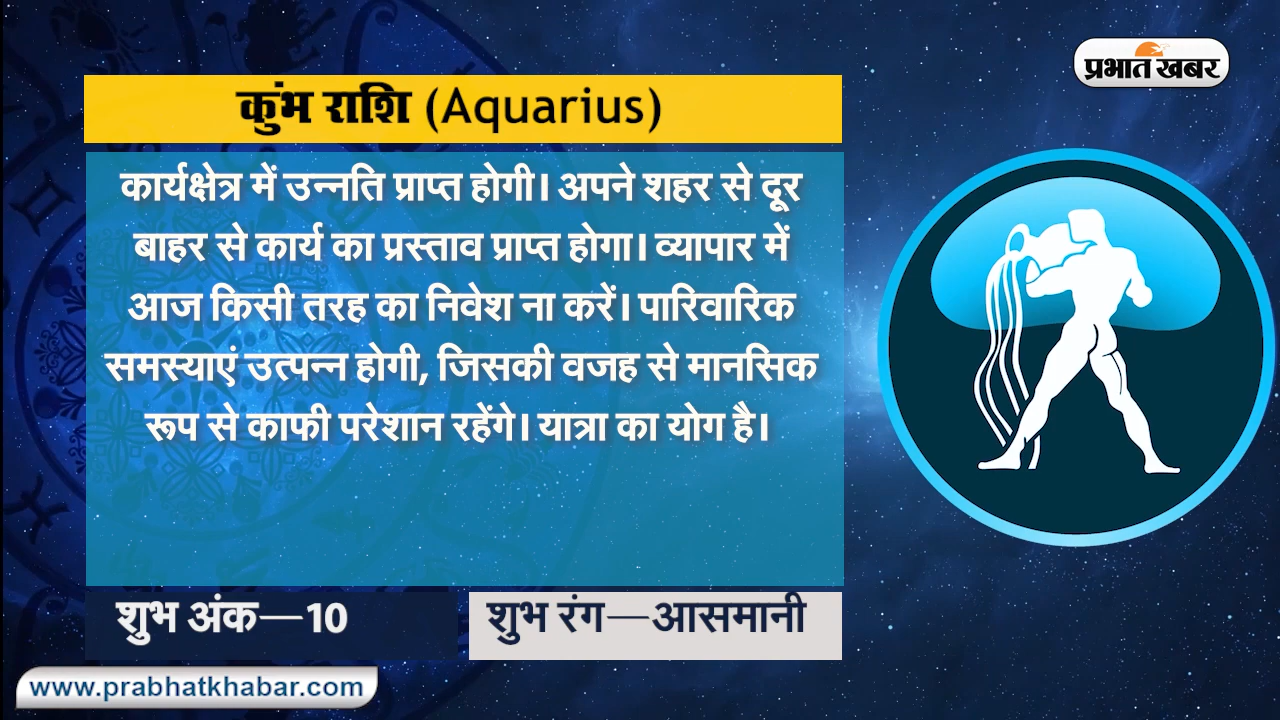 प्रभात खबर
कुंभ राशि (Aquarius)
कार्यक्षेत्र में उन्नति प्राप्त होगी। अपने शहर से दूर
बाहर से कार्य का प्रस्ताव प्राप्त होगा। व्यापार में
आज किसी तरह का निवेश ना करें। पारिवारिक
समस्याएं उत्पन्न होगी, जिसकी वजह से मानसिक
रूप से काफी परेशान रहेंगे। यात्रा का योग है।
शुभ अंक—10
शुभ रंग—आसमानी
www.prabhatkhabar.com